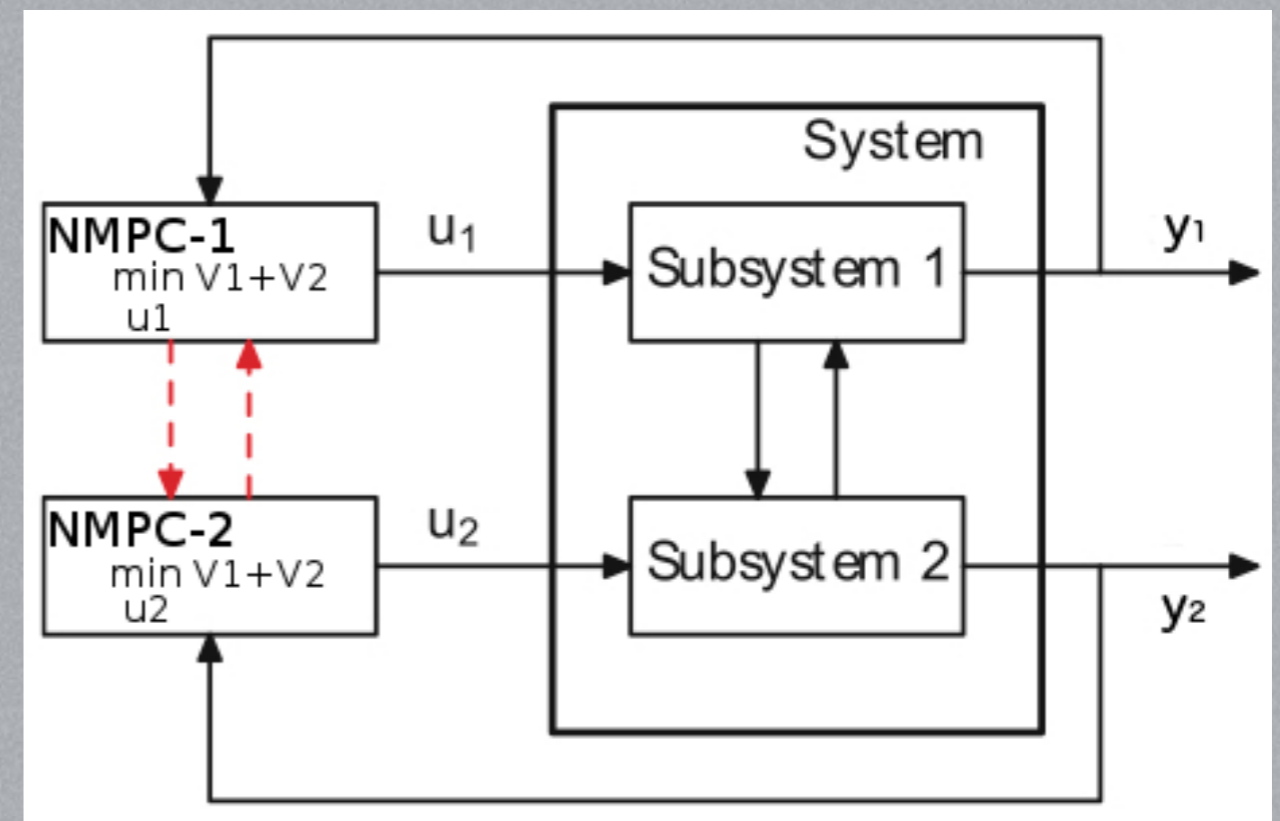 System
NMPC-1
min V1+V2
u1
u₁
Subsystem 1
y₁
NMPC-2
min V1+V2
u2
u₂
Subsystem 2
y₂